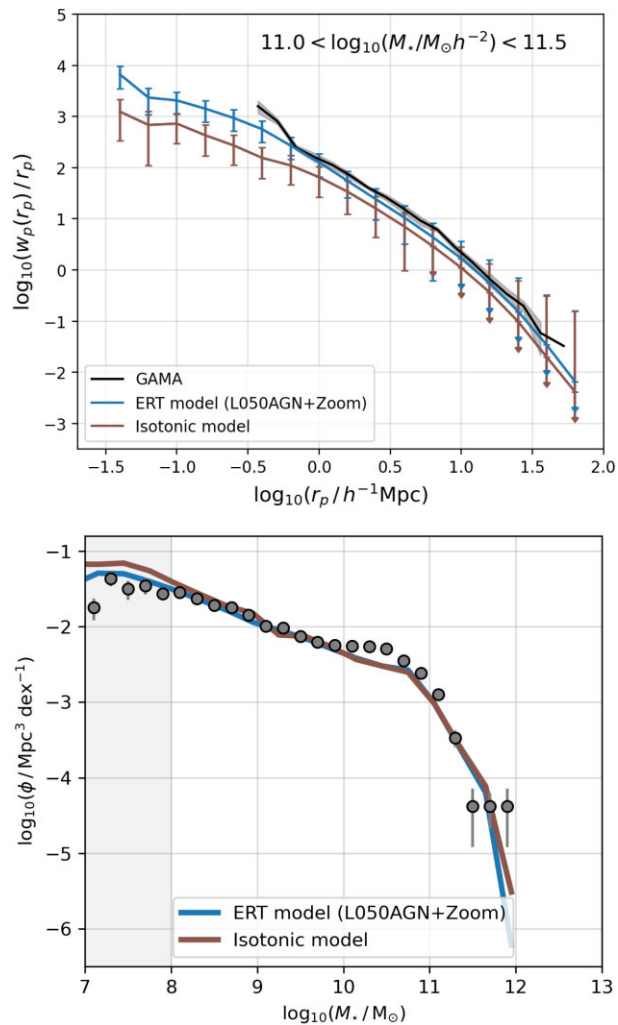 11.0 < log₁₀(M⋆/M⊙h⁻²) < 11.5
5
4
3
2
1
0
−1
−2
−3
log₁₀(wₚ(rₚ)/rₚ)
GAMA
ERT model (L050AGN+Zoom)
Isotonic model
−1.5 −1.0 −0.5 0.0 0.5 1.0 1.5 2.0
log₁₀(rₚ/h⁻¹Mpc)
−1
−2
−3
−4
−5
−6
log₁₀(ϕ/Mpc³ dex⁻¹)
ERT model (L050AGN+Zoom)
Isotonic model
7 8 9 10 11 12 13
log₁₀(M⋆/M⊙)